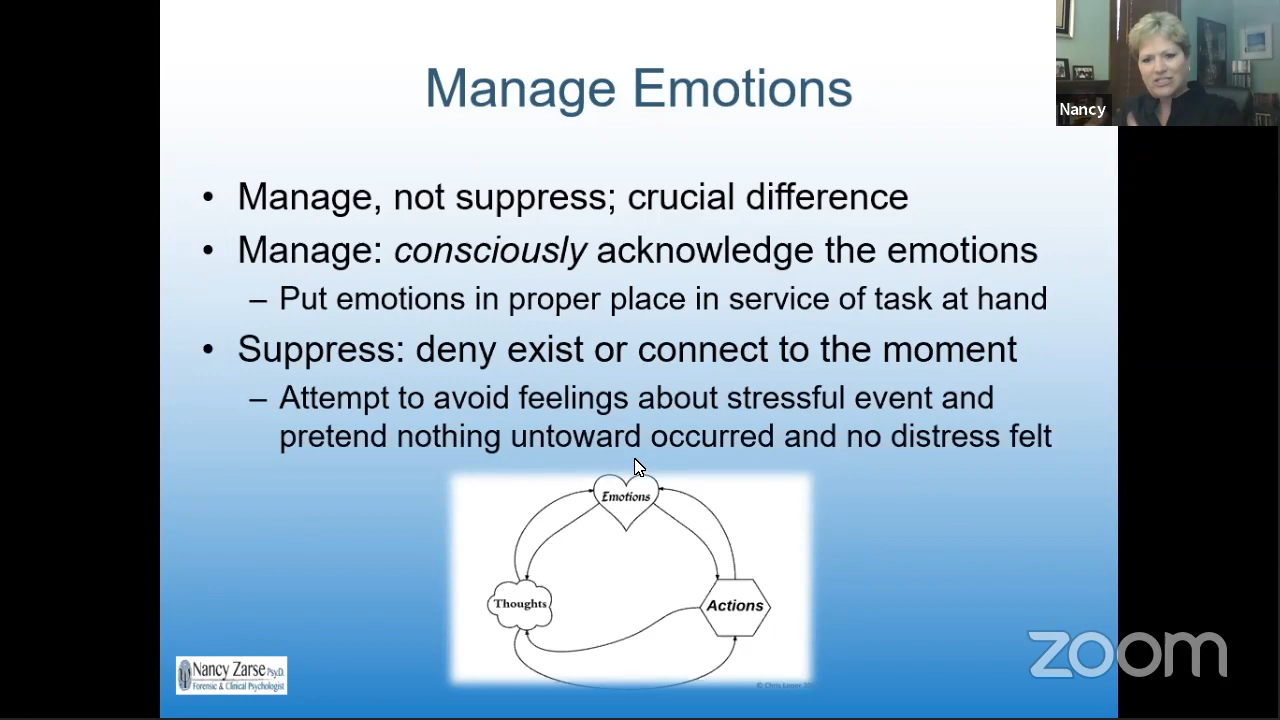 Manage Emotions
Nancy
• Manage, not suppress; crucial difference
• Manage: consciously acknowledge the emotions
– Put emotions in proper place in service of task at hand
• Suppress: deny exist or connect to the moment
– Attempt to avoid feelings about stressful event and
pretend nothing untoward occurred and no distress felt
Emotions
Thoughts
Actions
zoom
Nancy Zarse Psy.D.
Forensic & Clinical Psychologist